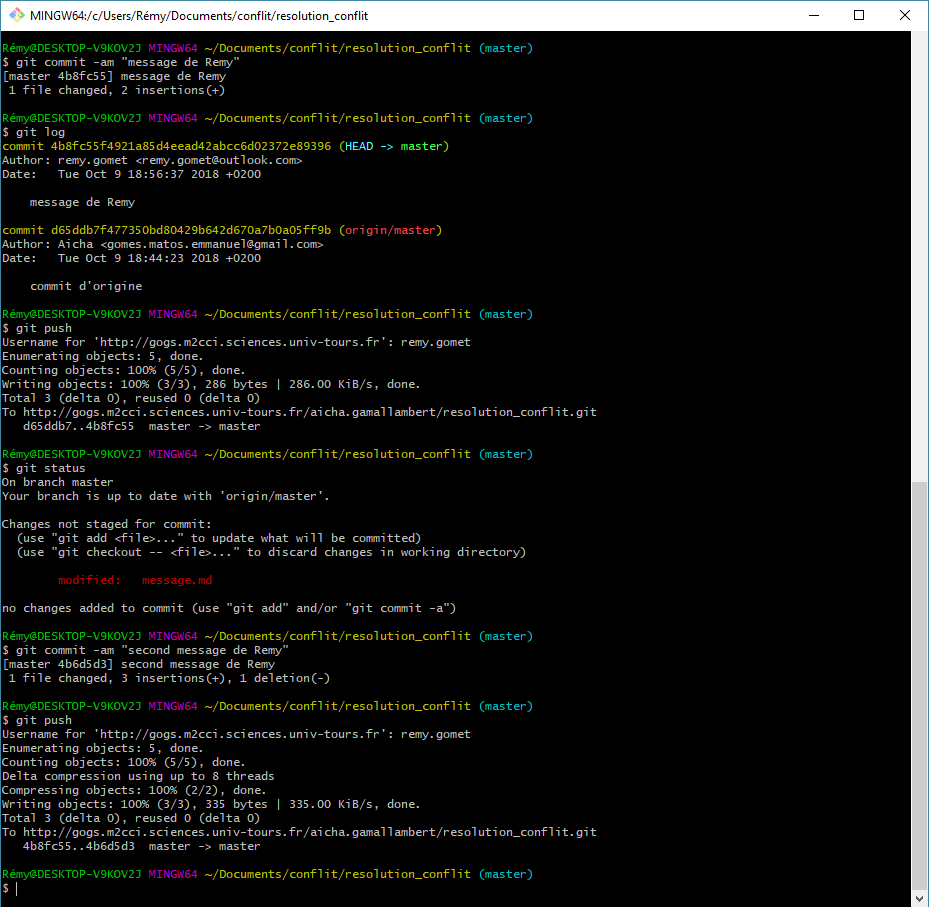 MINGW64:/c/Users/Rémy/Documents/conflit/resolution_conflit
Rémy@DESKTOP-V9KOV2J MINGW64 ~/Documents/conflit/resolution_conflit (master)
$ git commit -am "message de Remy"
[master 4b8fc55] message de Remy
 1 file changed, 2 insertions(+)

Rémy@DESKTOP-V9KOV2J MINGW64 ~/Documents/conflit/resolution_conflit (master)
$ git log
commit 4b8fc55f4921a85d4eead42abcc6d02372e89396 (HEAD -> master)
Author: remy.gomet <remy.gomet@outlook.com>
Date:   Tue Oct 9 18:56:37 2018 +0200

    message de Remy

commit d65ddb7f477350bd80429b642d670a7b0a05ff9b (origin/master)
Author: Aicha <gomes.matos.emmanuel@gmail.com>
Date:   Tue Oct 9 18:44:23 2018 +0200

    commit d'origine

Rémy@DESKTOP-V9KOV2J MINGW64 ~/Documents/conflit/resolution_conflit (master)
$ git push
Username for 'http://gogs.m2cci.sciences.univ-tours.fr': remy.gomet
Enumerating objects: 5, done.
Counting objects: 100% (5/5), done.
Writing objects: 100% (3/3), 286 bytes | 286.00 KiB/s, done.
Total 3 (delta 0), reused 0 (delta 0)
To http://gogs.m2cci.sciences.univ-tours.fr/aicha.gamallambert/resolution_conflit.git
   d65ddb7..4b8fc55  master -> master

Rémy@DESKTOP-V9KOV2J MINGW64 ~/Documents/conflit/resolution_conflit (master)
$ git status
On branch master
Your branch is up to date with 'origin/master'.

Changes not staged for commit:
  (use "git add <file>..." to update what will be committed)
  (use "git checkout -- <file>..." to discard changes in working directory)

        modified:   message.md

no changes added to commit (use "git add" and/or "git commit -a")

Rémy@DESKTOP-V9KOV2J MINGW64 ~/Documents/conflit/resolution_conflit (master)
$ git commit -am "second message de Remy"
[master 4b6d5d3] second message de Remy
 1 file changed, 3 insertions(+), 1 deletion(-)

Rémy@DESKTOP-V9KOV2J MINGW64 ~/Documents/conflit/resolution_conflit (master)
$ git push
Username for 'http://gogs.m2cci.sciences.univ-tours.fr': remy.gomet
Enumerating objects: 5, done.
Counting objects: 100% (5/5), done.
Delta compression using up to 8 threads
Compressing objects: 100% (2/2), done.
Writing objects: 100% (3/3), 335 bytes | 335.00 KiB/s, done.
Total 3 (delta 0), reused 0 (delta 0)
To http://gogs.m2cci.sciences.univ-tours.fr/aicha.gamallambert/resolution_conflit.git
   4b8fc55..4b6d5d3  master -> master

Rémy@DESKTOP-V9KOV2J MINGW64 ~/Documents/conflit/resolution_conflit (master)
$